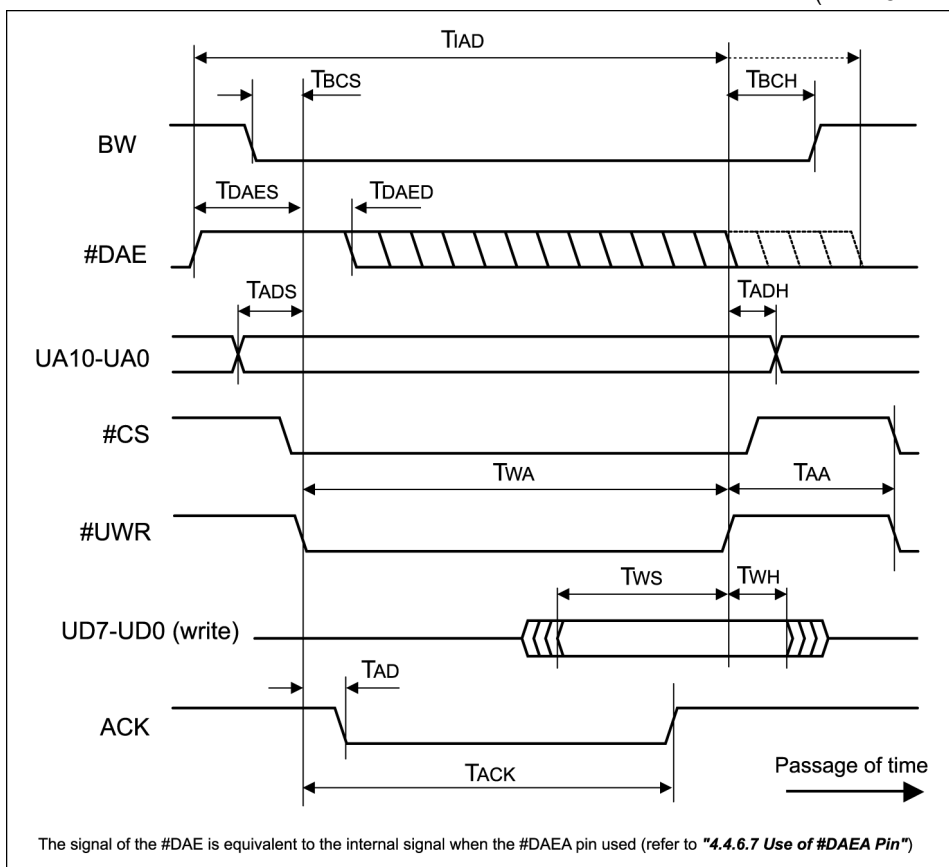 TIAD
TBCS
TBCH
BW
TDAES
TDAED
#DAE
TADS
TADH
UA10-UA0
#CS
TWA
TAA
#UWR
TWS
TWH
UD7-UD0 (write)
TAD
ACK
TACK
Passage of time
The signal of the #DAE is equivalent to the internal signal when the #DAEA pin used (refer to "4.4.6.7 Use of #DAEA Pin")